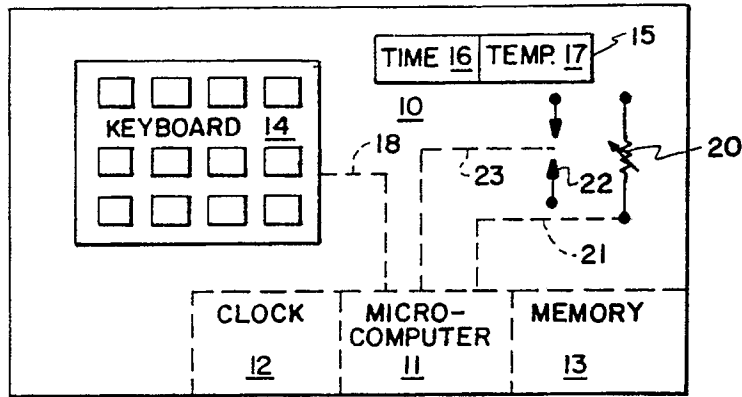 TIME 16 TEMP. 17 15
10
KEYBOARD 14
18
23
22
20
21
CLOCK
12
MICRO-
COMPUTER
11
MEMORY
13